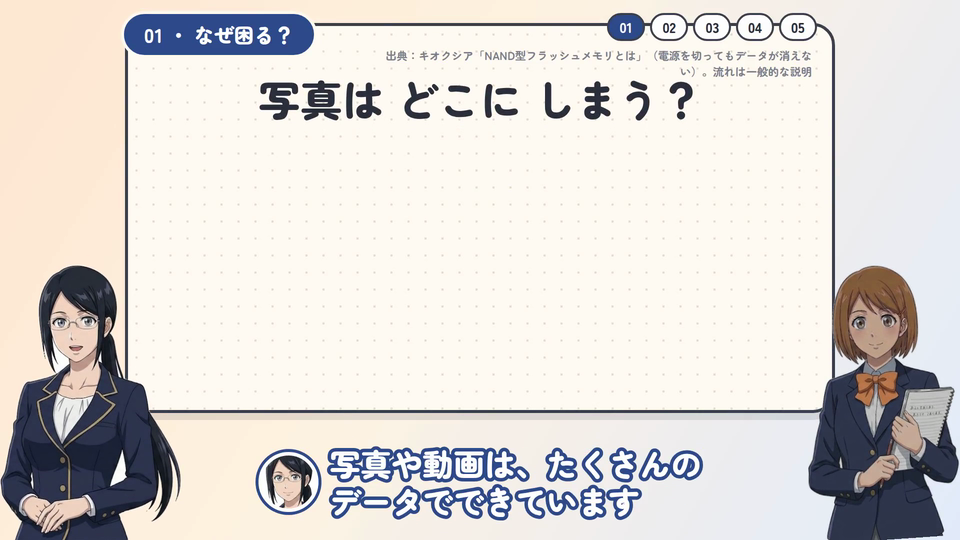 01 ・ なぜ困る？
01 02 03 04 05
出典：キオクシア「NAND型フラッシュメモリとは」（電源を切ってもデータが消えな
い）。流れは一般的な説明
写真は どこに しまう？
写真や動画は、たくさんの
データでできています